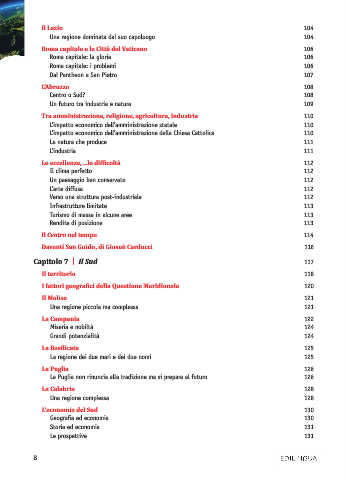 Il Lazio 104
Una regione dominata dal suo capoluogo 104
Roma capitale e la Città del Vaticano 106
Roma capitale: la gloria 106
Roma capitale: i problemi 106
Dal Pantheon a San Pietro 107
L'Abruzzo 108
Centro o Sud? 108
Un futuro tra industria e natura 109
Tra amministrazione, religione, agricoltura, industria 110
L'impatto economico dell'amministrazione statale 110
L'impatto economico dell'amministrazione della Chiesa Cattolica 110
La natura che produce 111
L'industria 111
Le eccellenze, ...le difficoltà 112
Il clima perfetto 112
Un paesaggio ben conservato 112
L'arte diffusa 112
Verso una struttura post-industriale 112
Infrastrutture limitate 113
Turismo di massa in alcune aree 113
Rendita di posizione 113
Il Centro nel tempo 114
Davanti San Guido, di Giosuè Carducci 116
Capitolo 7 | Il Sud 117
Il territorio 118
I fattori geografici della Questione Meridionale 120
Il Molise 121
Una regione piccola ma complessa 121
La Campania 122
Miseria e nobiltà 124
Grandi potenzialità 124
La Basilicata 125
La regione dei due mari e dei due nomi 125
La Puglia 126
La Puglia non rinuncia alla tradizione ma si prepara al futuro 126
La Calabria 128
Una regione complessa 128
L'economia del Sud 130
Geografia ed economia 130
Storia ed economia 131
Le prospettive 131
8 EDILINGUA